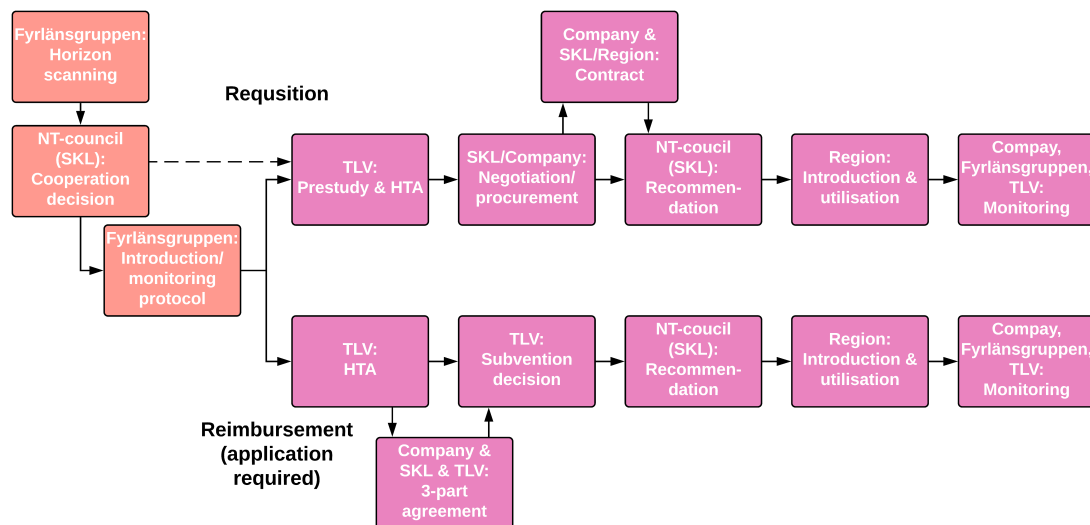 Fyrlänsgruppen:
Horizon
scanning
Company &
SKL/Region:
Contract
Requsition
NT-council
(SKL):
Cooperation
decision
TLV:
Prestudy & HTA
SKL/Company:
Negotiation/
procurement
NT-coucil
(SKL):
Recommen-
dation
Region:
Introduction &
utilisation
Compay,
Fyrlänsgruppen,
TLV:
Monitoring
Fyrlänsgruppen:
Introduction/
monitoring
protocol
TLV:
HTA
TLV:
Subvention
decision
NT-coucil
(SKL):
Recommen-
dation
Region:
Introduction &
utilisation
Compay,
Fyrlänsgruppen,
TLV:
Monitoring
Reimbursement
(application
required)
Company &
SKL & TLV:
3-part
agreement